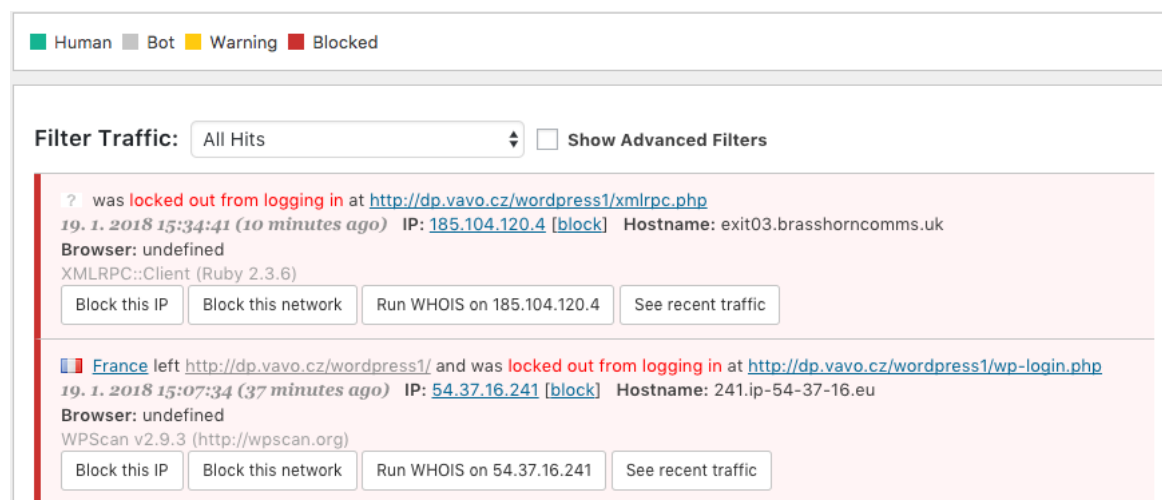 Human Bot Warning Blocked
Filter Traffic: All Hits Show Advanced Filters
? was locked out from logging in at http://dp.vavo.cz/wordpress1/xmlrpc.php
19. 1. 2018 15:34:41 (10 minutes ago) IP: 185.104.120.4 [block] Hostname: exit03.brasshorncomms.uk
Browser: undefined
XMLRPC::Client (Ruby 2.3.6)
Block this IP Block this network Run WHOIS on 185.104.120.4 See recent traffic
France left http://dp.vavo.cz/wordpress1/ and was locked out from logging in at http://dp.vavo.cz/wordpress1/wp-login.php
19. 1. 2018 15:07:34 (37 minutes ago) IP: 54.37.16.241 [block] Hostname: 241.ip-54-37-16.eu
Browser: undefined
WPScan v2.9.3 (http://wpscan.org)
Block this IP Block this network Run WHOIS on 54.37.16.241 See recent traffic